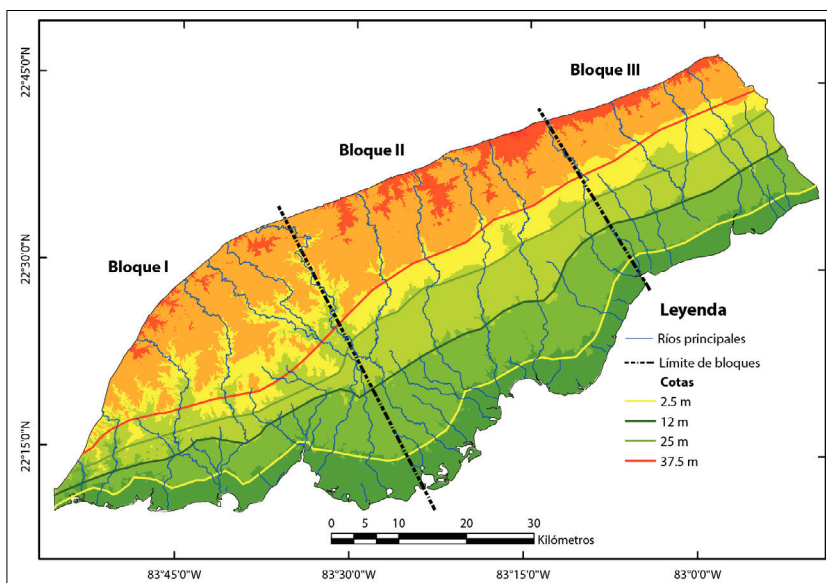 22°45'0"N
22°30'0"N
22°15'0"N
Bloque III
Bloque II
Bloque I
Leyenda
Ríos principales
Límite de bloques
Cotas
2.5 m
12 m
25 m
37.5 m
0 5 10 20 30
Kilómetros
83°45'0"W 83°30'0"W 83°15'0"W 83°0'0"W